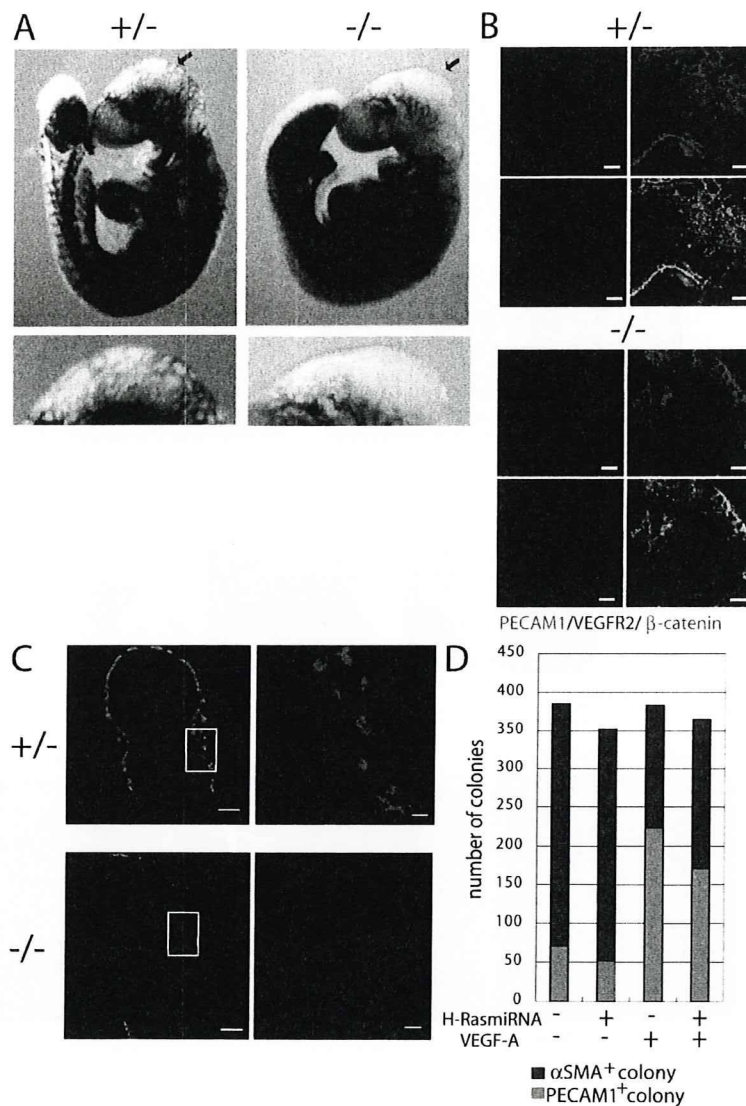 A
+/-
-/-
B
+/-
-/-
PECAM1/VEGFR2/ β-catenin
C
+/-
-/-
D
450
400
350
300
250
200
150
100
50
0
number of colonies
H-RasmiRNA - + - +
VEGF-A - - + +
αSMA+ colony
PECAM1+colony